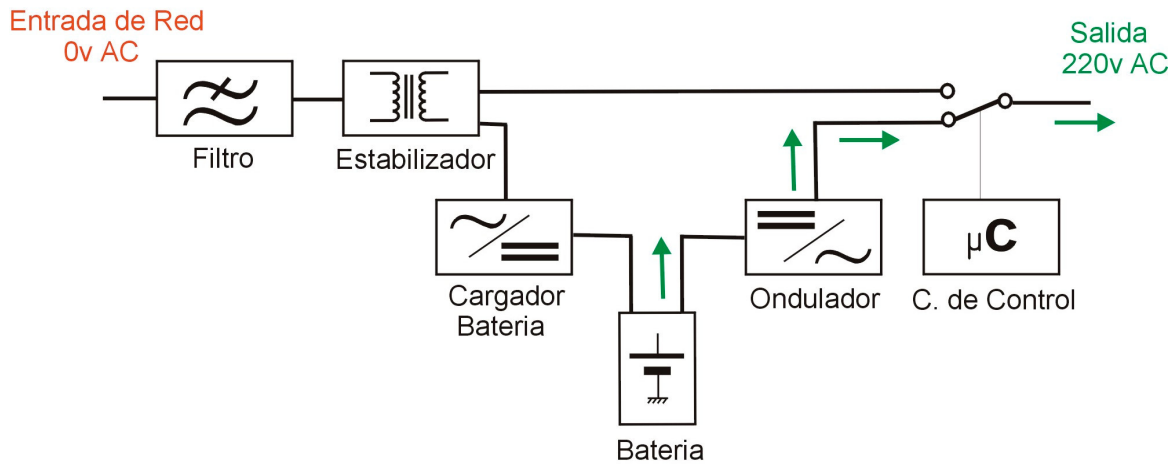 Entrada de Red
0v AC
Salida
220v AC
Filtro
Estabilizador
Cargador
Bateria
Ondulador
μC
C. de Control
Bateria